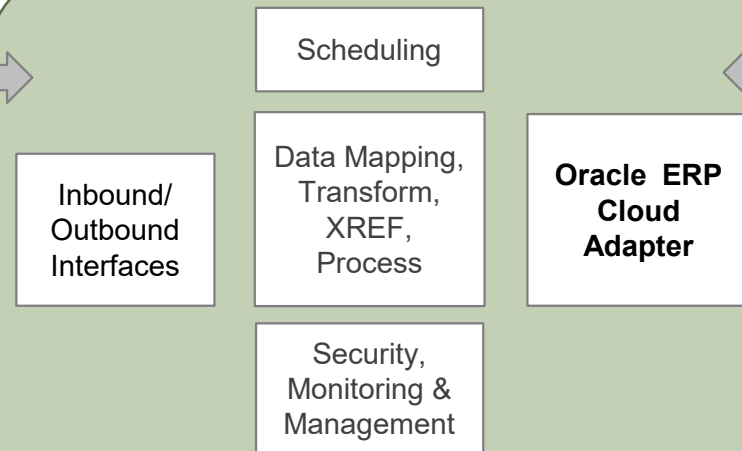 Scheduling
Inbound/
Outbound
Interfaces
Data Mapping,
Transform,
XREF,
Process
Oracle ERP
Cloud
Adapter
Security,
Monitoring &
Management